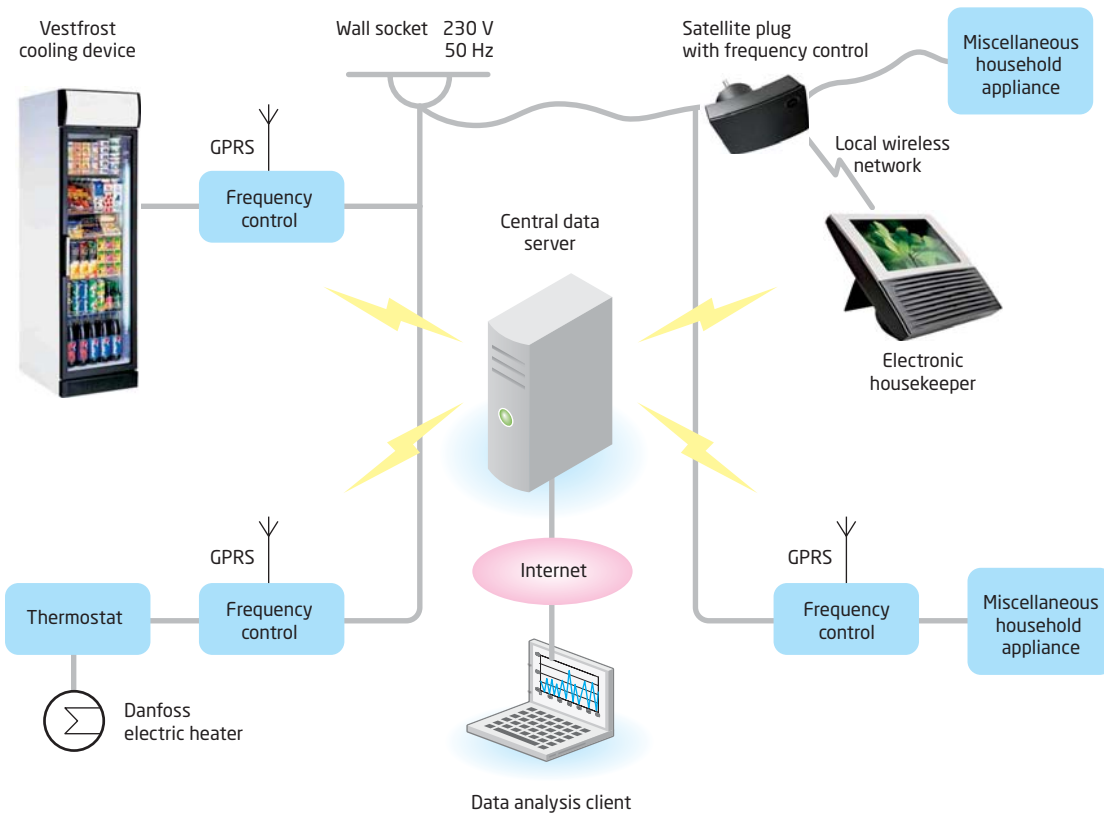 Vestfrost
cooling device
Wall socket 230 V
50 Hz
Satellite plug
with frequency control
Miscellaneous
household
appliance
GPRS
Frequency
control
Local wireless
network
Central data
server
Electronic
housekeeper
GPRS
Thermostat
Frequency
control
Danfoss
electric heater
Internet
GPRS
Frequency
control
Miscellaneous
household
appliance
Data analysis client